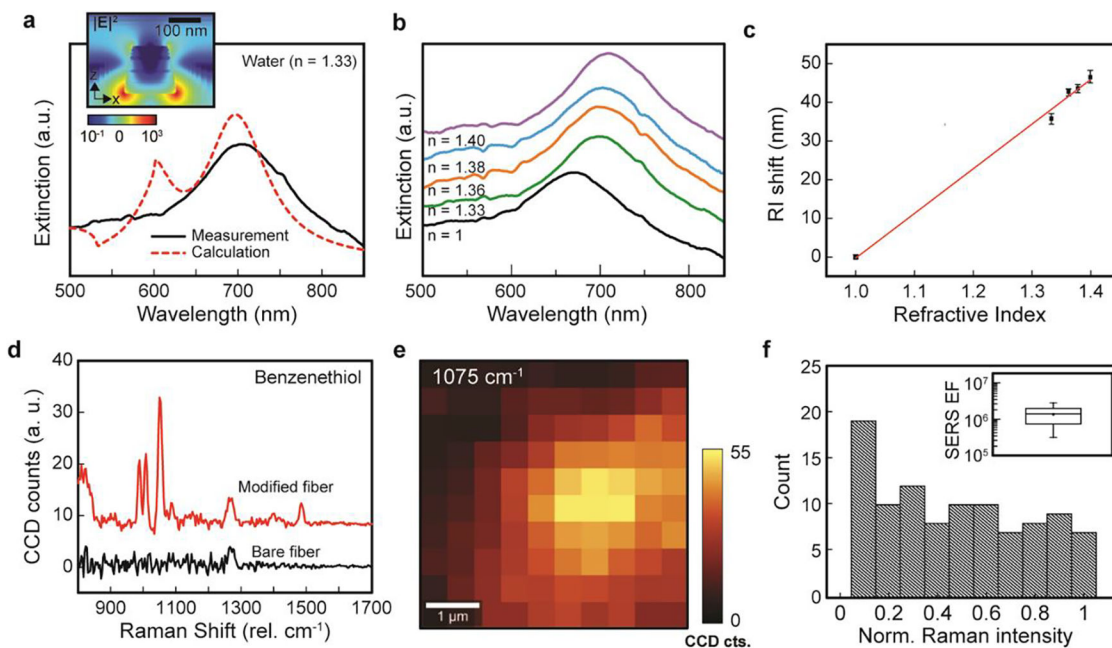 a
|E|²
100 nm
z
x
10⁻¹ 0 10³
Water (n = 1.33)
Extinction (a.u.)
Measurement
Calculation
500 600 700 800
Wavelength (nm)
b
Extinction (a.u.)
n = 1.40
n = 1.38
n = 1.36
n = 1.33
n = 1
500 600 700 800
Wavelength (nm)
c
RI shift (nm)
50
40
30
20
10
0
1.0 1.1 1.2 1.3 1.4
Refractive Index
d
CCD counts (a. u.)
40
30
20
10
0
Benzenethiol
Modified fiber
Bare fiber
900 1100 1300 1500 1700
Raman Shift (rel. cm⁻¹)
e
1075 cm⁻¹
1 μm
55
0
CCD cts.
f
Count
25
20
15
10
5
0
SERS EF
10⁷
10⁶
10⁵
0 0.2 0.4 0.6 0.8 1
Norm. Raman intensity